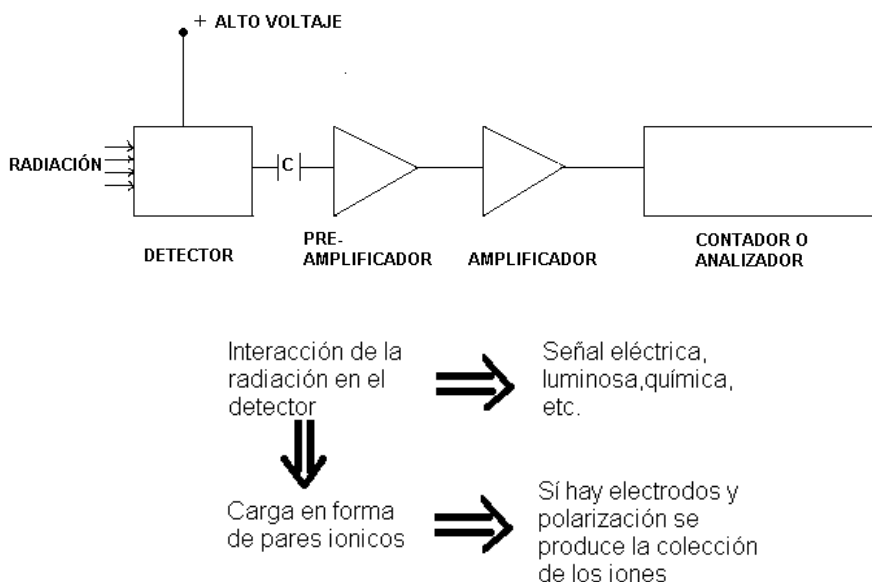 + ALTO VOLTAJE
RADIACIÓN
C
DETECTOR
PRE-
AMPLIFICADOR
AMPLIFICADOR
CONTADOR O
ANALIZADOR
Interacción de la
radiación en el
detector
Señal eléctrica,
luminosa,química,
etc.
Carga en forma
de pares ionicos
Sí hay electrodos y
polarización se
produce la colección
de los iones